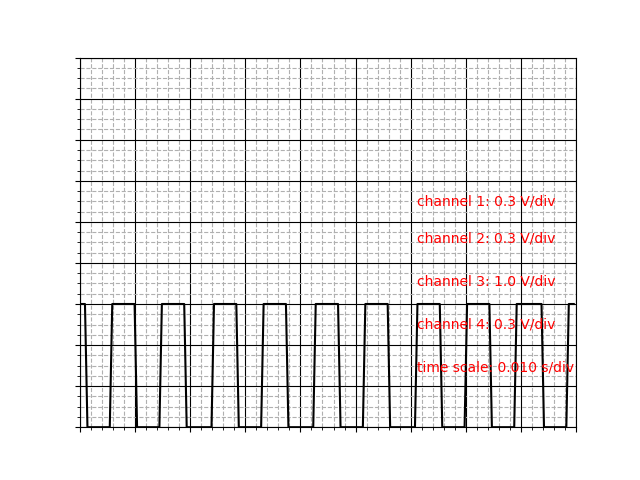 channel 1: 0.3 V/div
channel 2: 0.3 V/div
channel 3: 1.0 V/div
channel 4: 0.3 V/div
time scale: 0.010 s/div